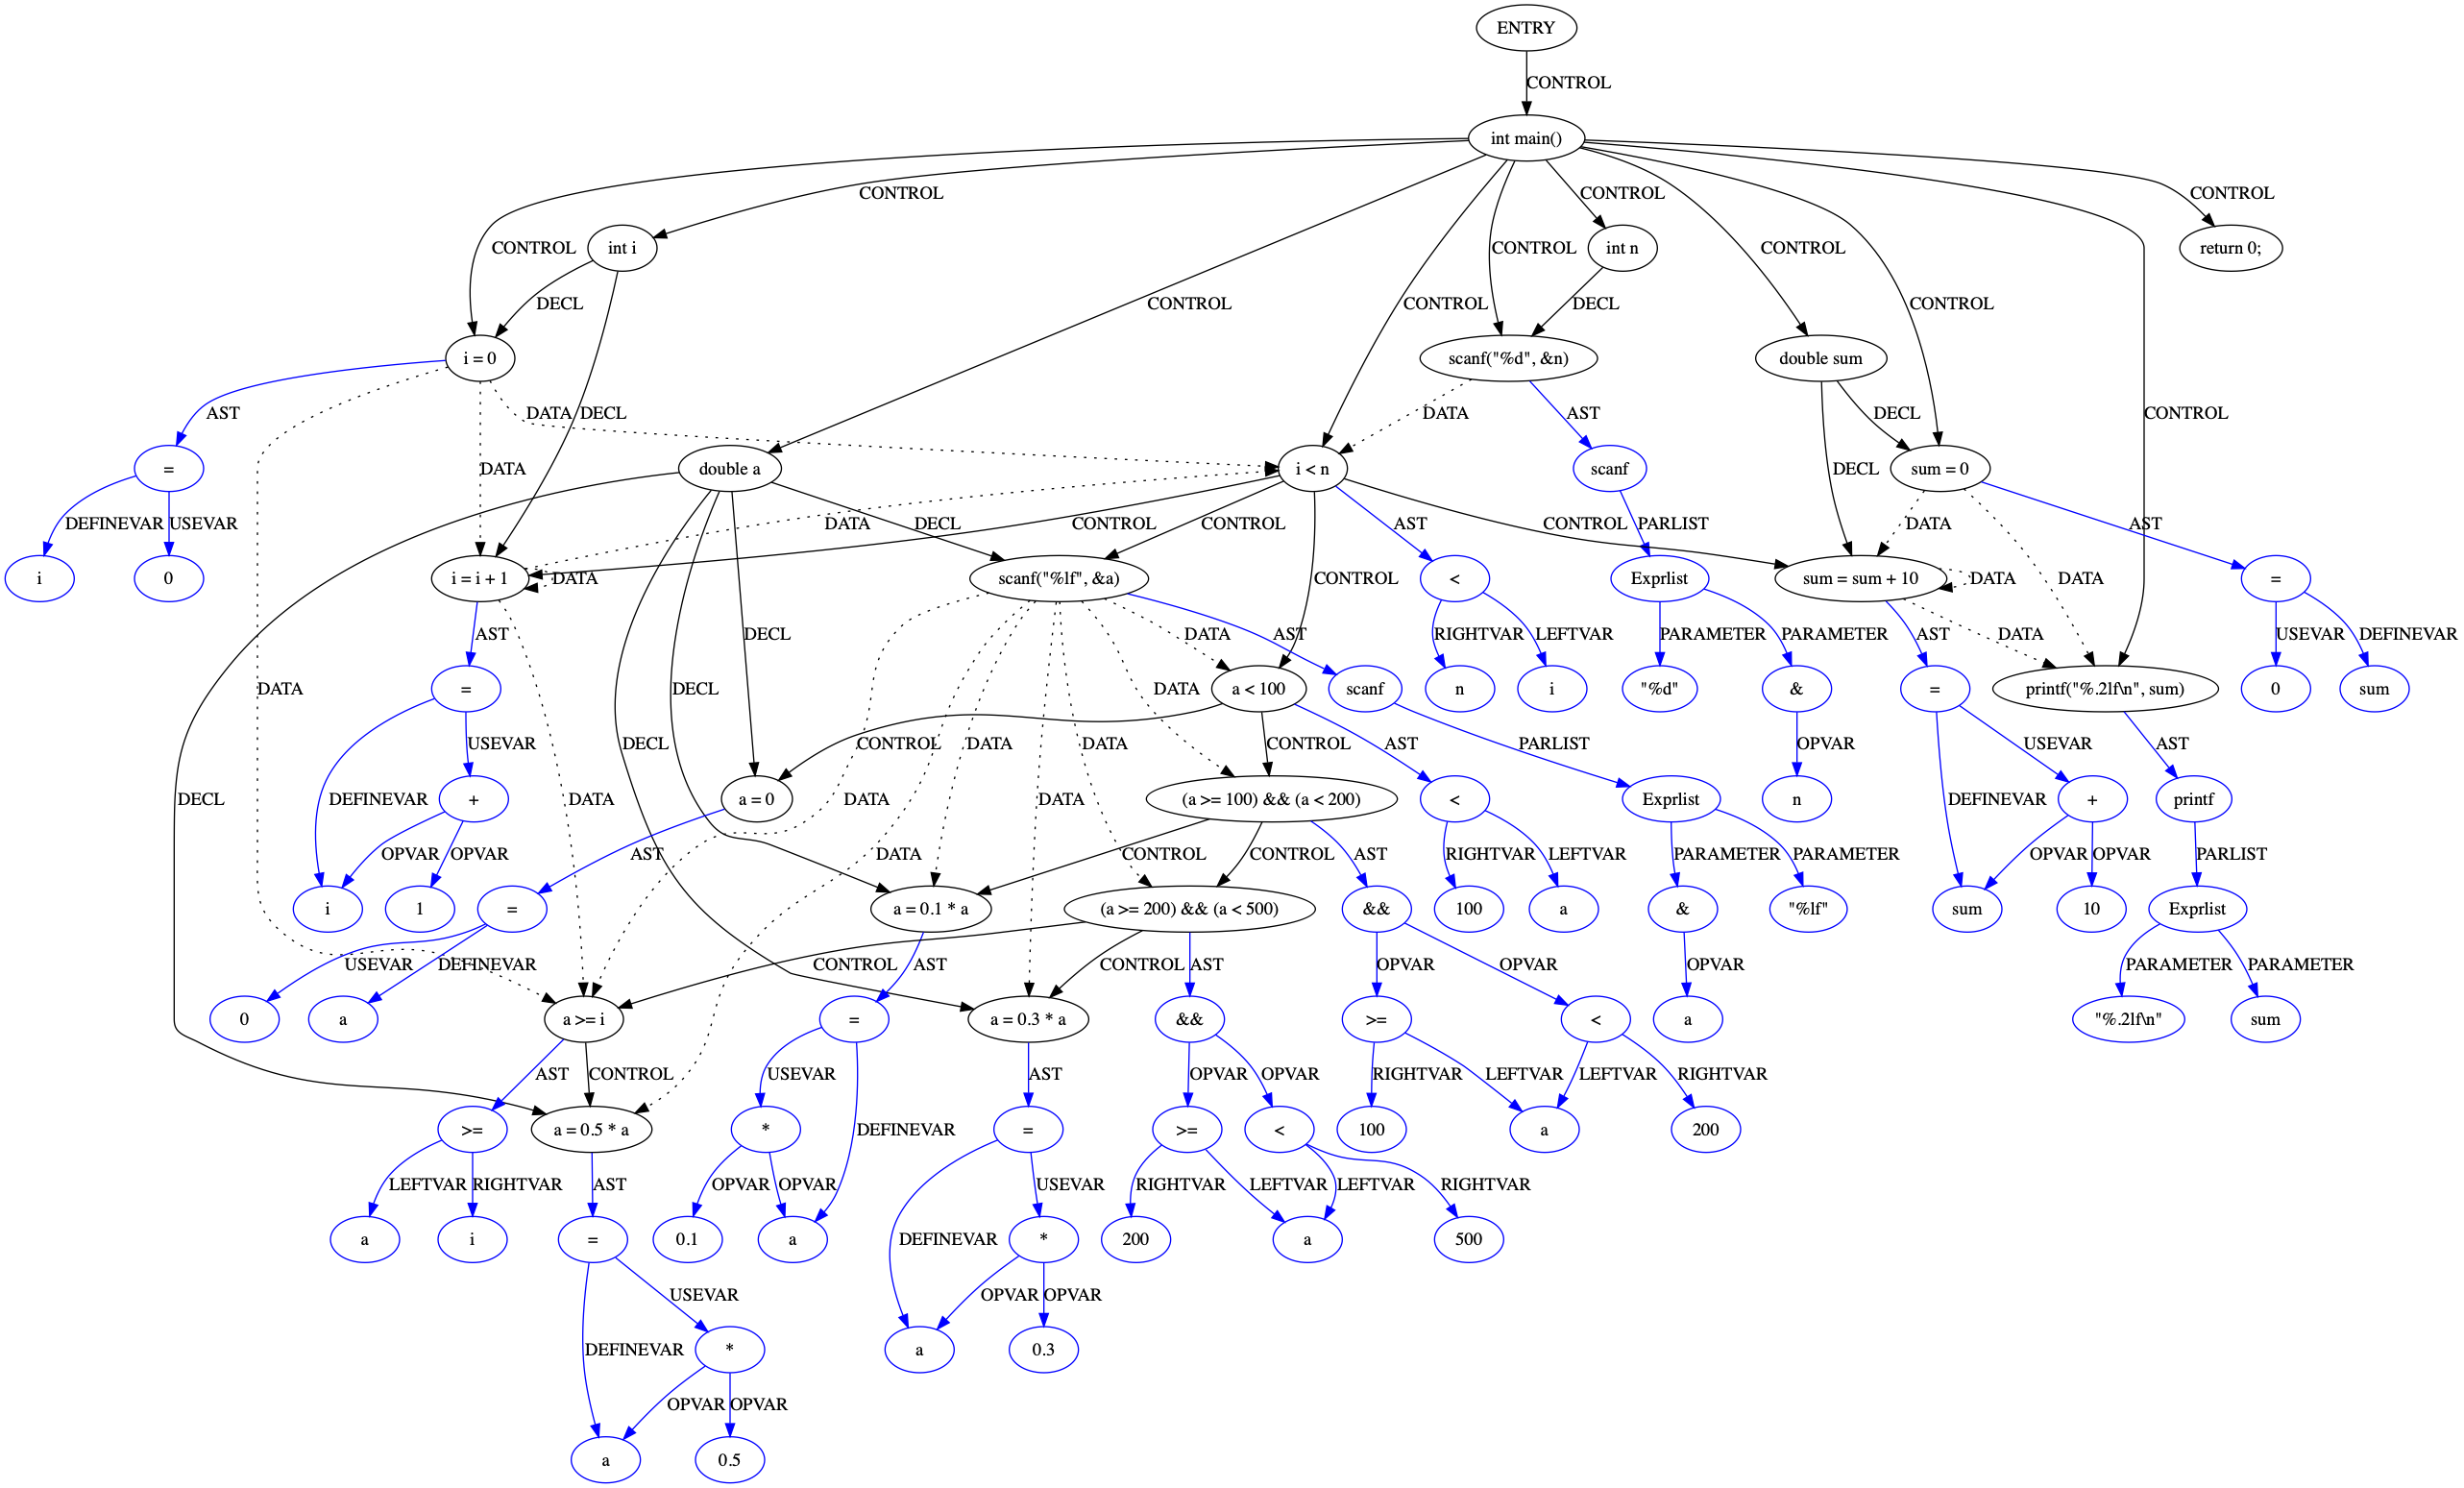 ENTRY
CONTROL
int main()
CONTROL CONTROL CONTROL
int i int n return 0;
CONTROL CONTROL CONTROL
DECL CONTROL CONTROL DECL CONTROL
i = 0 scanf("%d", &n) double sum
AST DATA DECL DATA AST DECL CONTROL
= double a i < n scanf sum = 0
DEFINEVAR USEVAR DATA DATA DECL CONTROL CONTROL AST CONTROL PARLIST DECL DATA AST
i 0 i = i + 1 DATA scanf("%lf", &a) CONTROL < Exprlist sum = sum + 10 DATA DATA =
AST DECL DATA AST RIGHTVAR LEFTVAR PARAMETER PARAMETER AST DATA USEVAR DEFINEVAR
DATA = DECL a < 100 scanf n i "%d" & = printf("%.2lf\n", sum) 0 sum
USEVAR DECL CONTROL DATA DATA CONTROL AST PARLIST OPVAR USEVAR AST
DECL DEFINEVAR + DATA a = 0 DATA DATA (a >= 100) && (a < 200) < Exprlist n DEFINEVAR + printf
OPVAR OPVAR AST DATA CONTROL CONTROL AST RIGHTVAR LEFTVAR PARAMETER PARAMETER OPVAR OPVAR PARLIST
i 1 = a = 0.1 * a (a >= 200) && (a < 500) && 100 a & "%lf" sum 10 Exprlist
USEVAR DEFINEVAR CONTROL AST CONTROL AST OPVAR OPVAR OPVAR PARAMETER PARAMETER
0 a a >= i = a = 0.3 * a && >= < a "%.2lf\n" sum
AST CONTROL USEVAR AST OPVAR OPVAR RIGHTVAR LEFTVAR LEFTVAR RIGHTVAR
>= a = 0.5 * a * DEFINEVAR = >= < 100 a 200
LEFTVAR RIGHTVAR AST OPVAR OPVAR USEVAR RIGHTVAR LEFTVAR LEFTVAR RIGHTVAR
a i = 0.1 a DEFINEVAR * 200 a 500
USEVAR OPVAR OPVAR
DEFINEVAR * a 0.3
OPVAR OPVAR
a 0.5